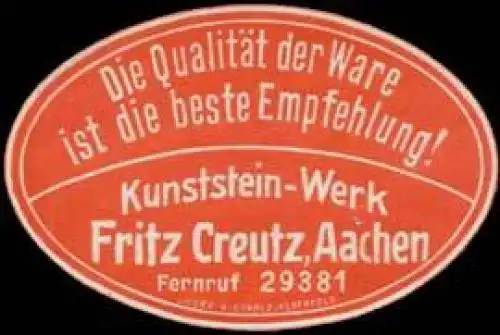 Die Qualität der Ware
ist die beste Empfehlung!
Kunststein-Werk
Fritz Creutz, Aachen
Fernruf 29381